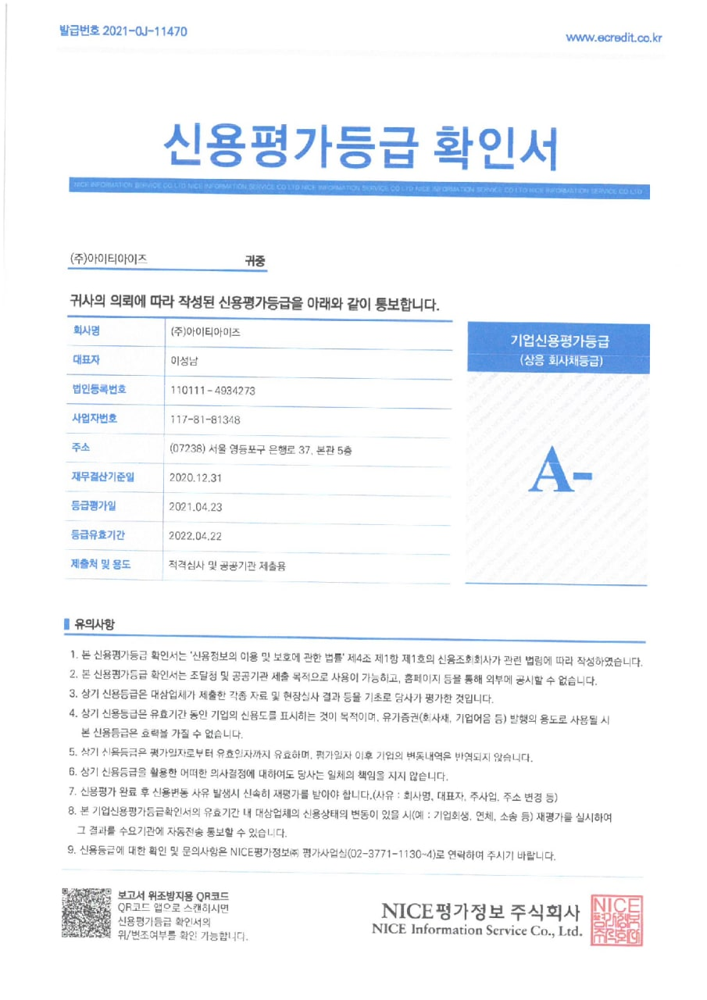 발급번호 2021-0J-11470
www.ecredit.co.kr
신용평가등급 확인서
NICE INFORMATION SERVICE CO LTD NICE INFORMATION SERVICE CO LTD NICE INFORMATION SERVICE CO LTD NICE INFORMATION SERVICE CO LTD NICE INFORMATION SERVICE CO LTD
(주)아이티아이즈 귀중
귀사의 의뢰에 따라 작성된 신용평가등급을 아래와 같이 통보합니다.
회사명 (주)아이티아이즈
대표자 이성남
법인등록번호 110111-4934273
사업자번호 117-81-81348
주소 (07238) 서울 영등포구 은행로 37, 본관 5층
재무결산기준일 2020.12.31
등급평가일 2021.04.23
등급유효기간 2022.04.22
제출처 및 용도 적격심사 및 공공기관 제출용
기업신용평가등급
(상응 회사채등급)
A-
유의사항
1. 본 신용평가등급 확인서는 '신용정보의 이용 및 보호에 관한 법률' 제4조 제1항 제1호의 신용조회회사가 관련 법령에 따라 작성하였습니다.
2. 본 신용평가등급 확인서는 조달청 및 공공기관 제출 목적으로 사용이 가능하고, 홈페이지 등을 통해 외부에 공시할 수 없습니다.
3. 상기 신용등급은 대상업체가 제출한 각종 자료 및 현장실사 결과 등을 기초로 당사가 평가한 것입니다.
4. 상기 신용등급은 유효기간 동안 기업의 신용도를 표시하는 것이 목적이며, 유가증권(회사채, 기업어음 등) 발행의 용도로 사용될 시
본 신용등급은 효력을 가질 수 없습니다.
5. 상기 신용등급은 평가일자로부터 유효일자까지 유효하며, 평가일자 이후 기업의 변동내역은 반영되지 않습니다.
6. 상기 신용등급을 활용한 어떠한 의사결정에 대하여도 당사는 일체의 책임을 지지 않습니다.
7. 신용평가 완료 후 신용변동 사유 발생시 신속히 재평가를 받아야 합니다.(사유 : 회사명, 대표자, 주사업, 주소 변경 등)
8. 본 기업신용평가등급확인서의 유효기간 내 대상업체의 신용상태의 변동이 있을 시(예 : 기업회생, 연체, 소송 등) 재평가를 실시하여
그 결과를 수요기관에 자동전송 통보할 수 있습니다.
9. 신용등급에 대한 확인 및 문의사항은 NICE평가정보㈜ 평가사업실(02-3771-1130~4)로 연락하여 주시기 바랍니다.
보고서 위조방지용 QR코드
QR코드 앱으로 스캔하시면
신용평가등급 확인서의
위/변조여부를 확인 가능합니다.
NICE평가정보 주식회사
NICE Information Service Co., Ltd.
NICE
평가정보
주식회사